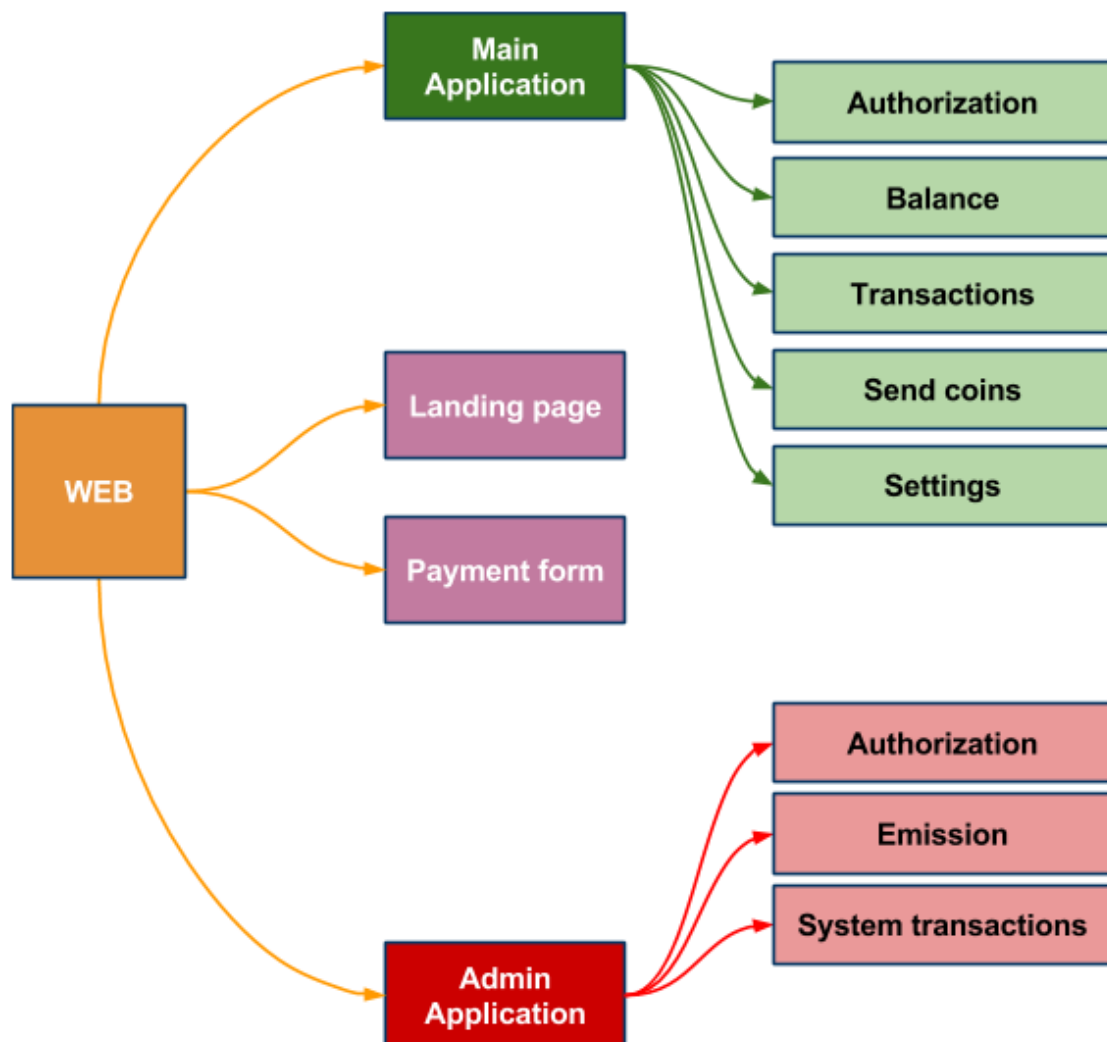 Main
Application
Authorization
Balance
Transactions
Send coins
Settings
Landing page
WEB
Payment form
Authorization
Emission
System transactions
Admin
Application